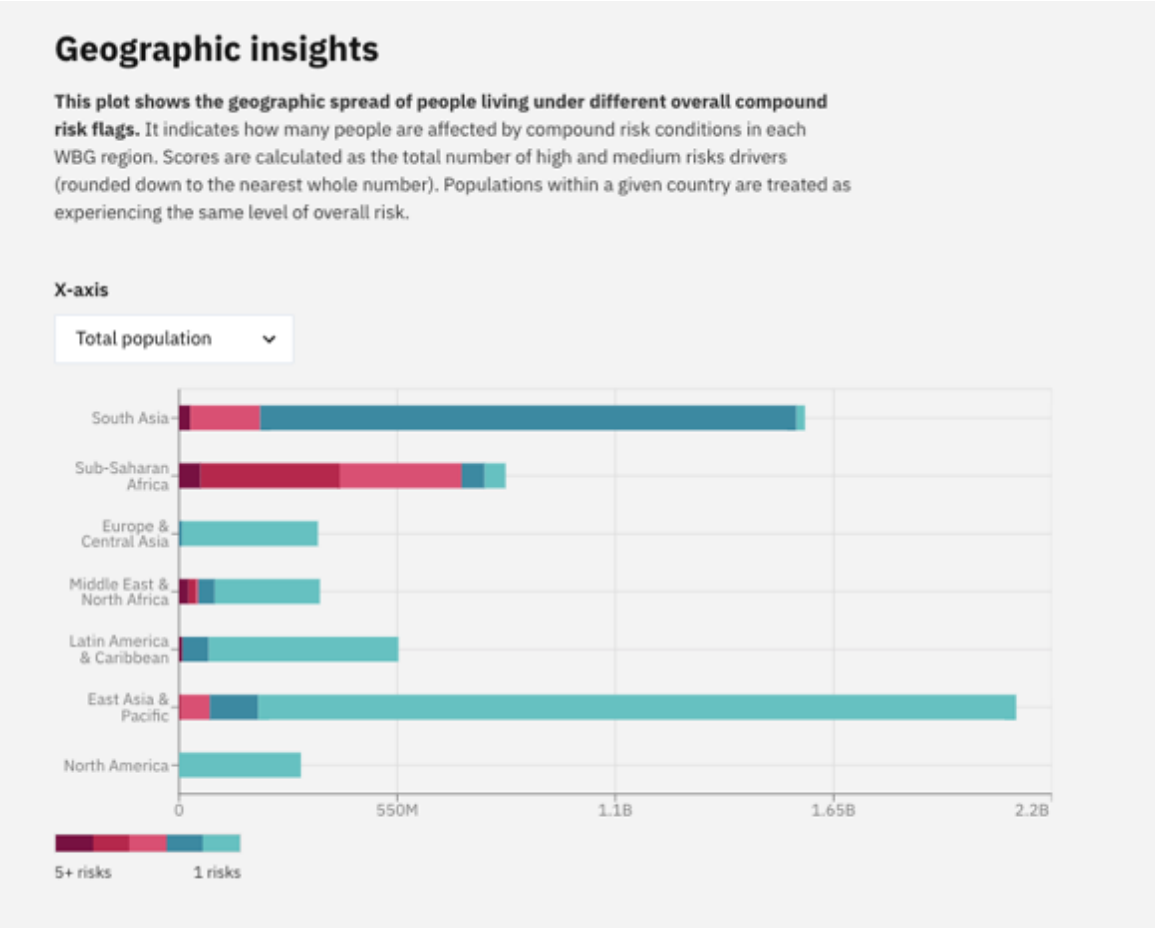 Geographic insights
This plot shows the geographic spread of people living under different overall compound
risk flags. It indicates how many people are affected by compound risk conditions in each
WBG region. Scores are calculated as the total number of high and medium risks drivers
(rounded down to the nearest whole number). Populations within a given country are treated as
experiencing the same level of overall risk.
X-axis
Total population
South Asia
Sub-Saharan
Africa
Europe &
Central Asia
Middle East &
North Africa
Latin America
& Caribbean
East Asia &
Pacific
North America
0 550M 1.1B 1.65B 2.2B
5+ risks 1 risks